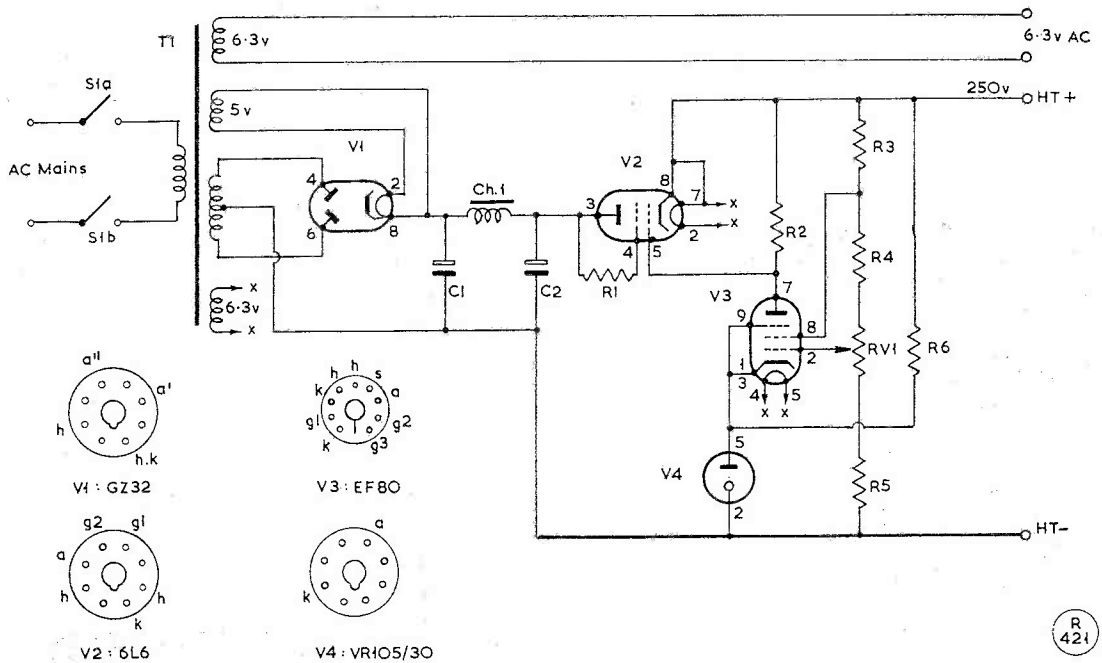 T1
6.3v
6.3v AC
S1a
5v
250v
HT+
V1
V2
R3
AC Mains
4
2
Ch.1
8
7
x
3
x
2
S1b
6
8
4
5
R2
R4
R1
C1
C2
V3
7
x
6.3v
x
9
8
2
RV1
R6
1
3
4
5
x
x
a''
a'
h
h.k
V1 : GZ32
h
h
s
k
a
g1
g2
k
g3
V3 : EF80
5
V4
2
R5
HT-
g2
g1
a
h
h
k
V2 : 6L6
a
k
V4 : VR105/30
R
421